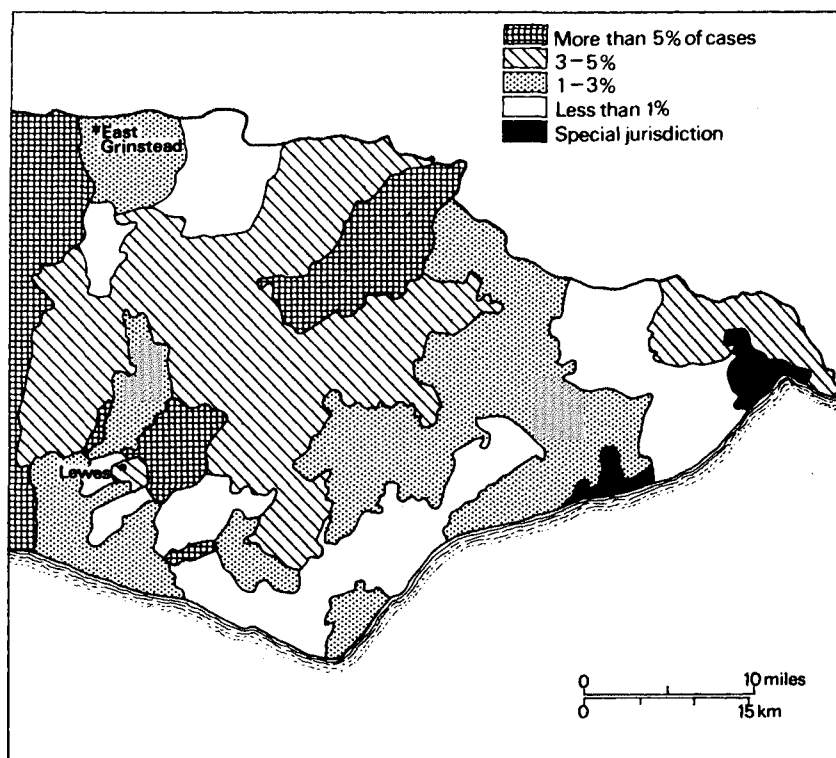 More than 5% of cases
3-5%
1-3%
Less than 1%
Special jurisdiction
East
Grinstead
Lewes
0 10 miles
0 15 km